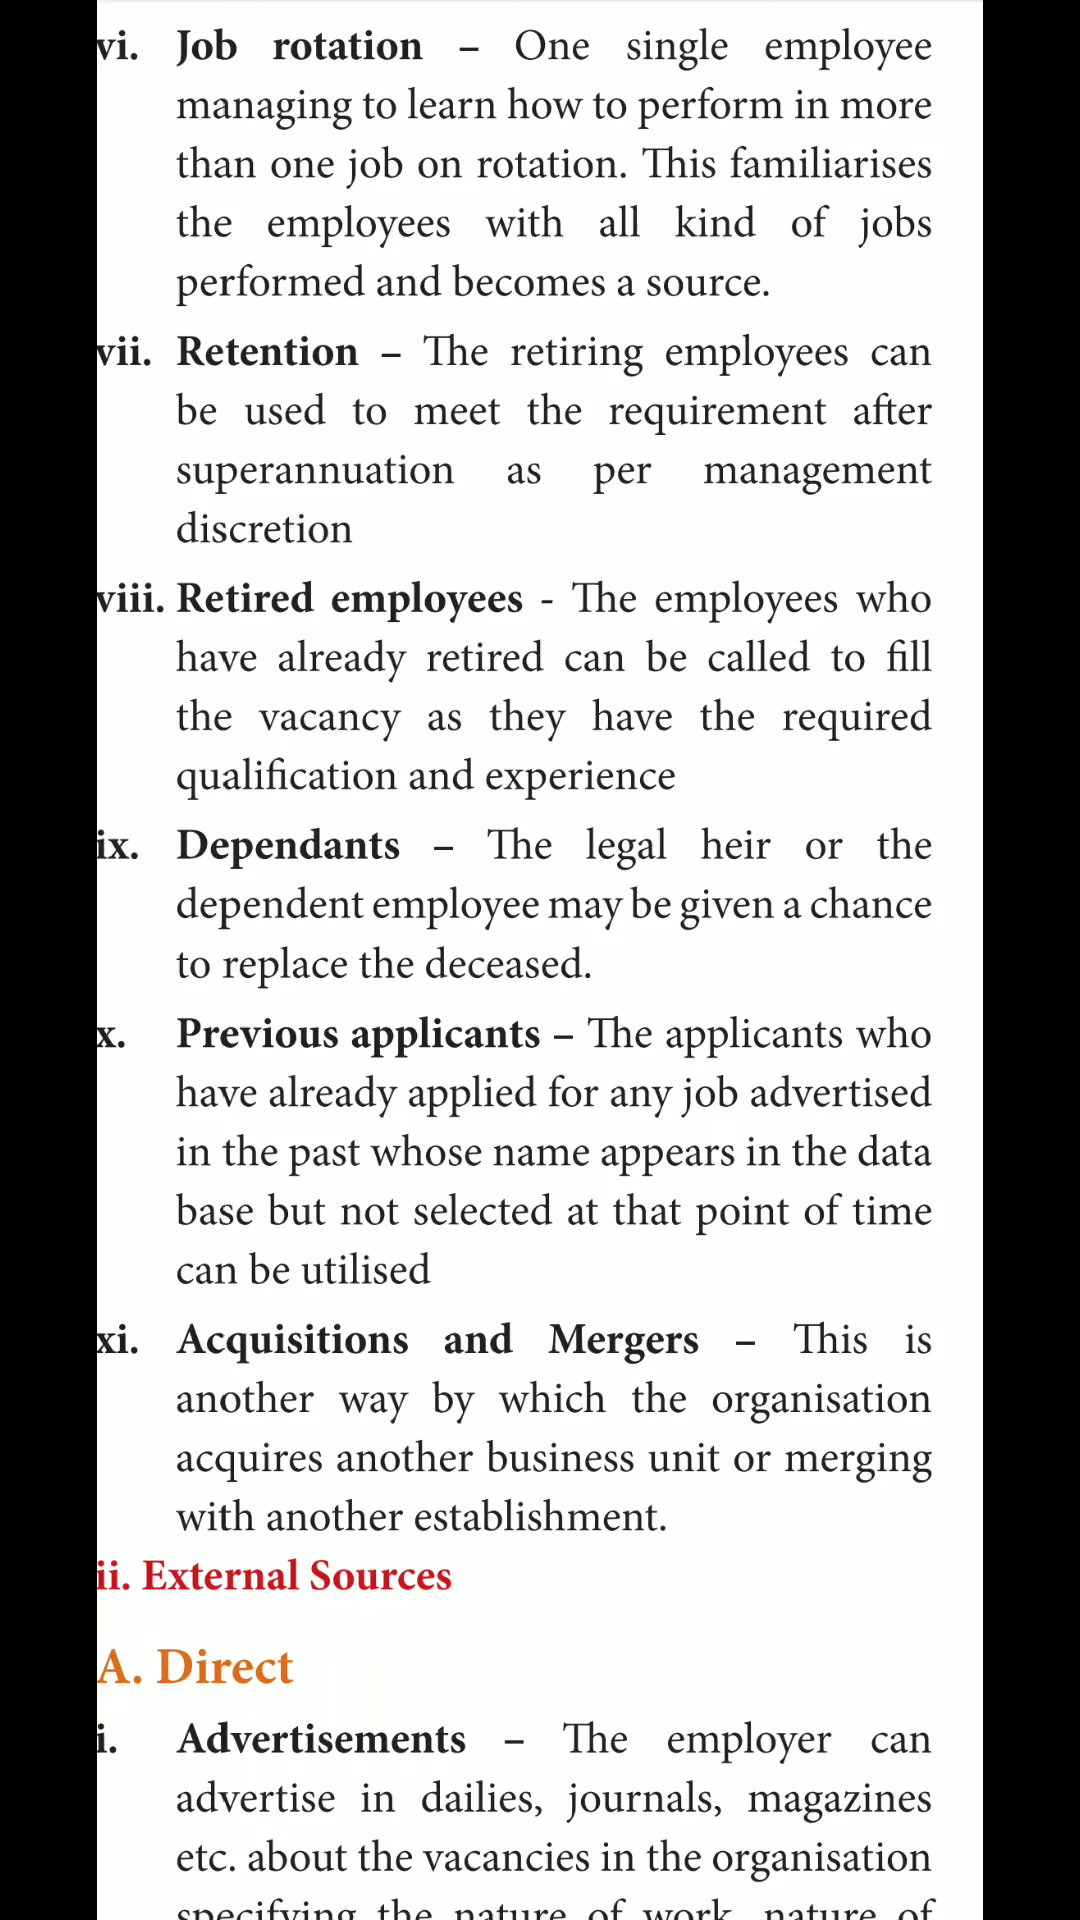 vi. Job rotation – One single employee
managing to learn how to perform in more
than one job on rotation. This familiarises
the employees with all kind of jobs
performed and becomes a source.
vii. Retention – The retiring employees can
be used to meet the requirement after
superannuation as per management
discretion
viii. Retired employees - The employees who
have already retired can be called to fill
the vacancy as they have the required
qualification and experience
ix. Dependants – The legal heir or the
dependent employee may be given a chance
to replace the deceased.
x. Previous applicants – The applicants who
have already applied for any job advertised
in the past whose name appears in the data
base but not selected at that point of time
can be utilised
xi. Acquisitions and Mergers – This is
another way by which the organisation
acquires another business unit or merging
with another establishment.
ii. External Sources
A. Direct
i. Advertisements – The employer can
advertise in dailies, journals, magazines
etc. about the vacancies in the organisation
specifying the nature of work, nature of